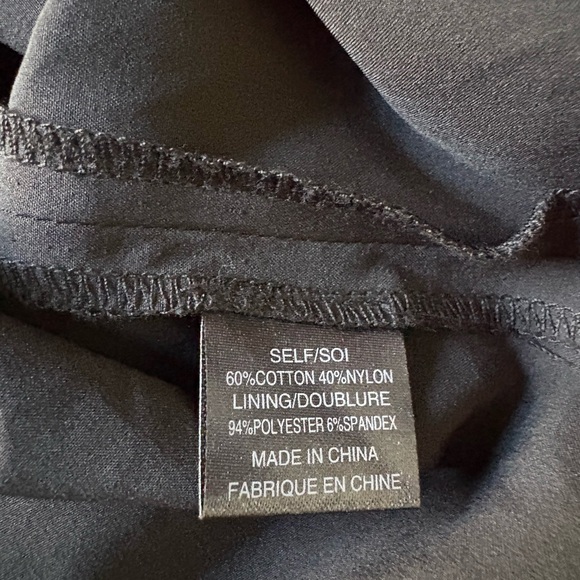 SELF/SOI
60%COTTON 40%NYLON
LINING/DOUBLURE
94%POLYESTER 6%SPANDEX
MADE IN CHINA
FABRIQUE EN CHINE